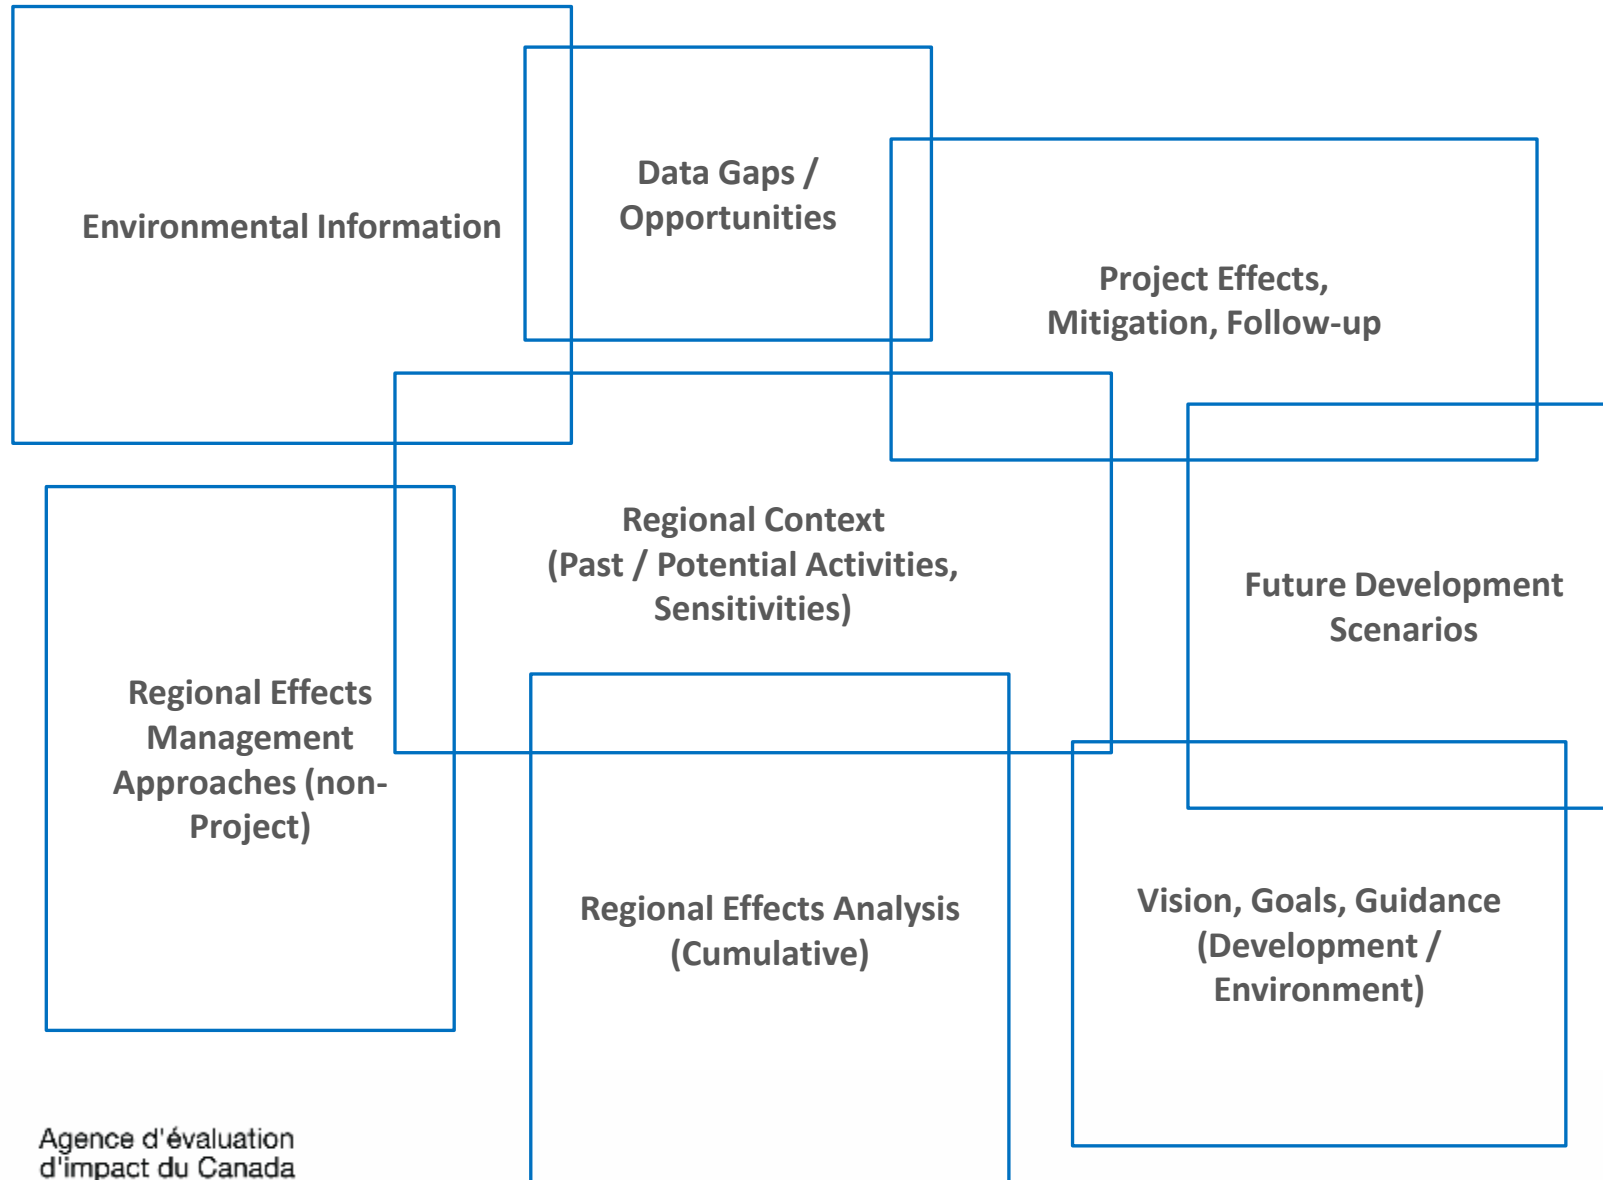 Environmental Information
Data Gaps /
Opportunities
Project Effects,
Mitigation, Follow-up
Regional Context
(Past / Potential Activities,
Sensitivities)
Future Development
Scenarios
Regional Effects
Management
Approaches (non-
Project)
Regional Effects Analysis
(Cumulative)
Vision, Goals, Guidance
(Development /
Environment)
Agence d'évaluation
d'impact du Canada